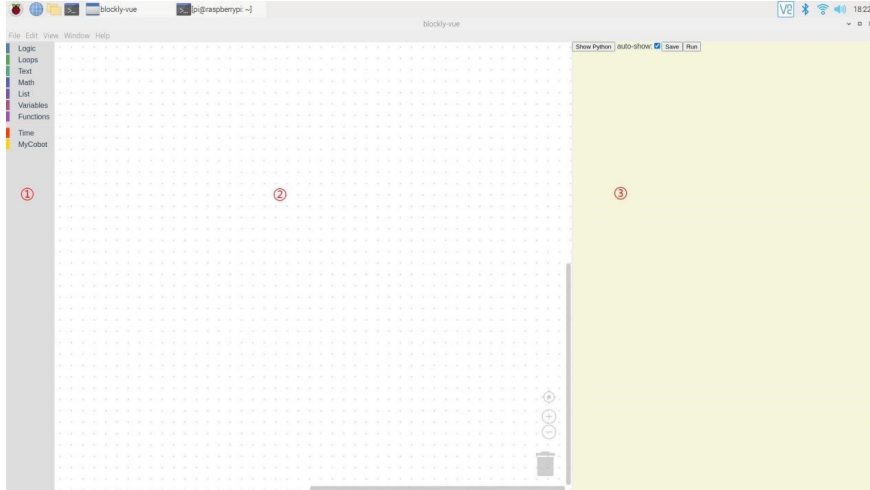 blockly-vue
[pi@raspberrypi: ~]
18:22
blockly-vue
File Edit View Window Help
Logic
Loops
Text
Math
List
Variables
Functions
Time
MyCobot
Show Python auto-show: Save Run
① ② ③